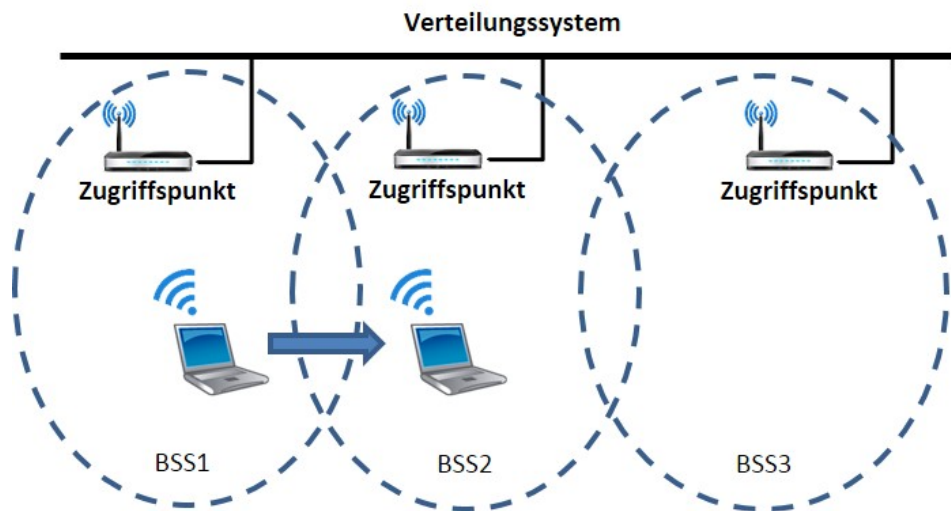 Verteilungssystem
Zugriffspunkt
Zugriffspunkt
Zugriffspunkt
BSS1
BSS2
BSS3